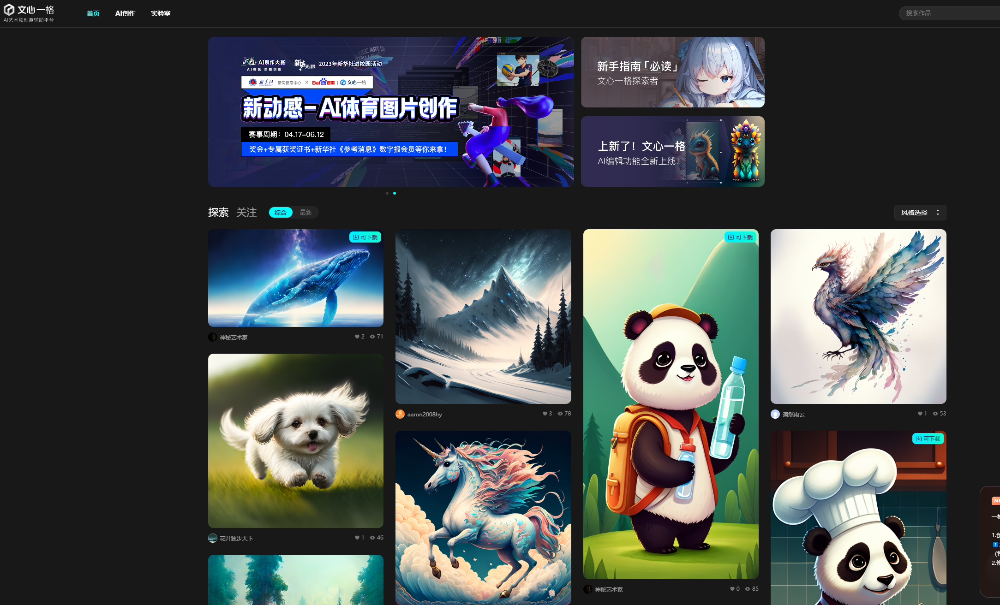 文心一格
AI艺术和创意辅助平台
首页
AI创作
实验室
搜索作品
AIGC ART
AI创作大赛
AI在我 自由创造
2023年新华社进校园活动
新华社 新闻信息中心 × Bai百度 | 文心一格
新动感-AI体育图片创作
赛事周期：04.17-06.12
奖金+专属获奖证书+新华社《参考消息》数字报会员等你来拿！
新手指南「必读」
文心一格探索者
上新了！文心一格
AI编辑功能全新上线！
探索
关注
综合
最新
风格选择
可下载
神秘艺术家
2
71
花开独步天下
1
46
aaron2008hy
3
78
可下载
神秘艺术家
0
85
潇然雨云
1
53
可下载
1.创
1
2.修